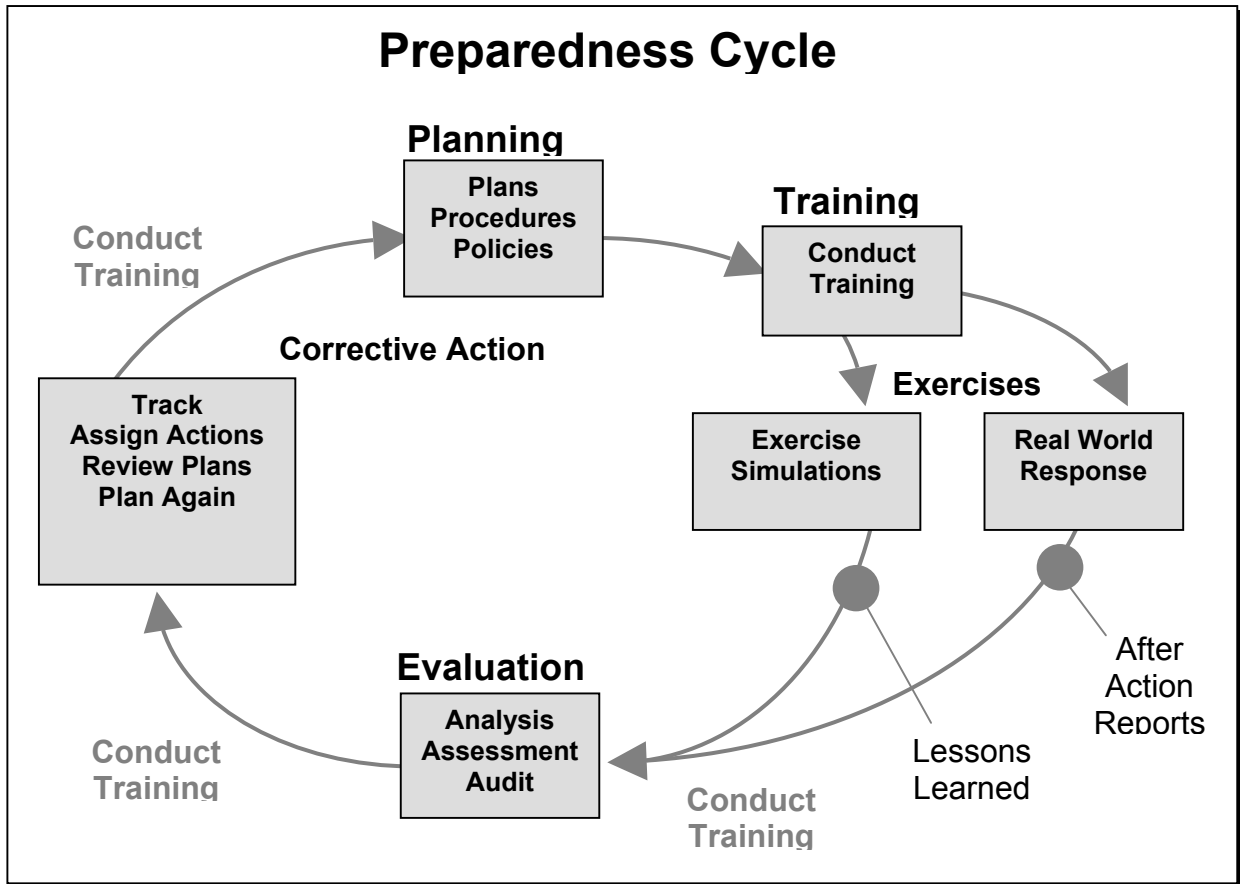 Preparedness Cycle
Planning
Plans
Procedures
Policies
Training
Conduct
Training
Conduct
Training
Corrective Action
Exercises
Track
Assign Actions
Review Plans
Plan Again
Exercise
Simulations
Real World
Response
Evaluation
Analysis
Assessment
Audit
After
Action
Reports
Lessons
Learned
Conduct
Training
Conduct
Training